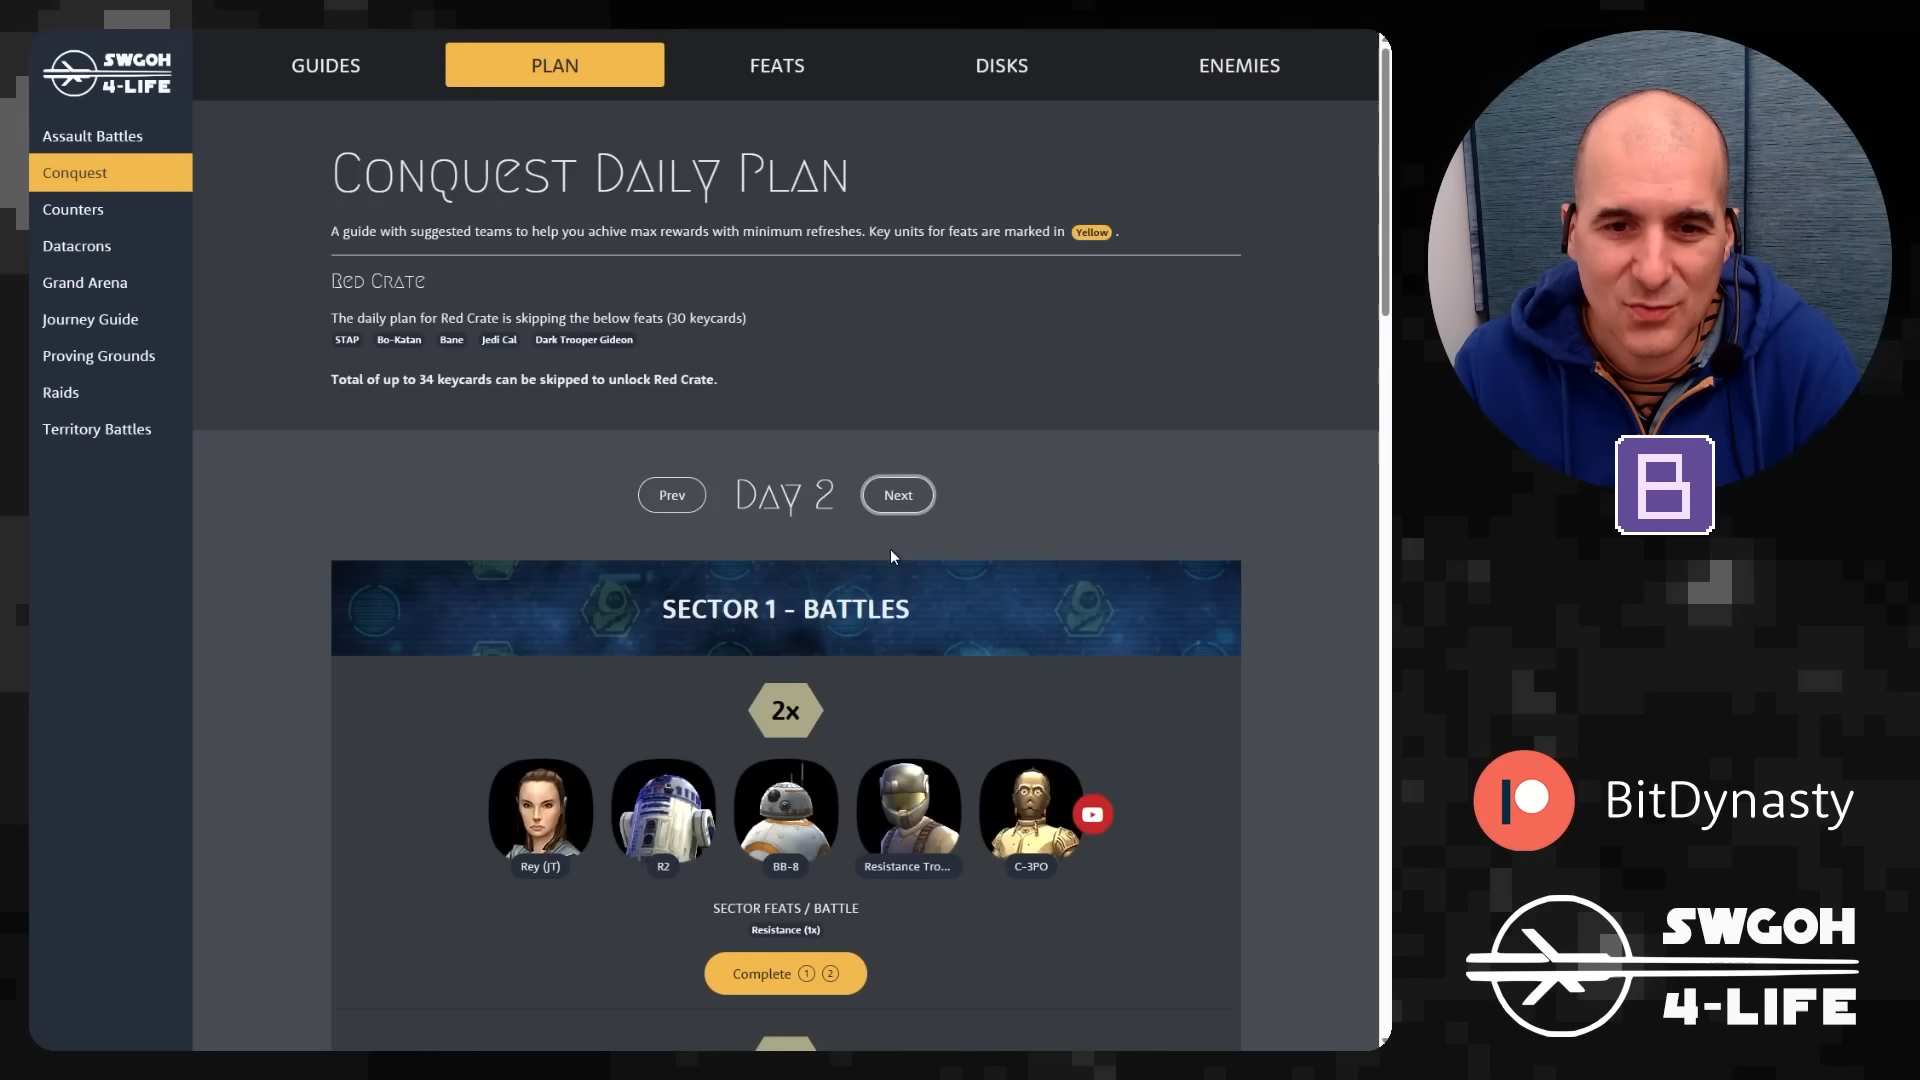 SWGOH
4-LIFE
GUIDES
PLAN
FEATS
DISKS
ENEMIES
Assault Battles
Conquest
Counters
Datacrons
Grand Arena
Journey Guide
Proving Grounds
Raids
Territory Battles
Conquest Daily Plan
A guide with suggested teams to help you achive max rewards with minimum refreshes. Key units for feats are marked in Yellow .
Red Crate
The daily plan for Red Crate is skipping the below feats (30 keycards)
STAP Bo-Katan Bane Jedi Cal Dark Trooper Gideon
Total of up to 34 keycards can be skipped to unlock Red Crate.
Prev Day 2 Next
SECTOR 1 - BATTLES
2x
Rey (JT) R2 BB-8 Resistance Tro... C-3PO
SECTOR FEATS / BATTLE
Resistance (1x)
Complete 1 2
B
BitDynasty
SWGOH
4-LIFE